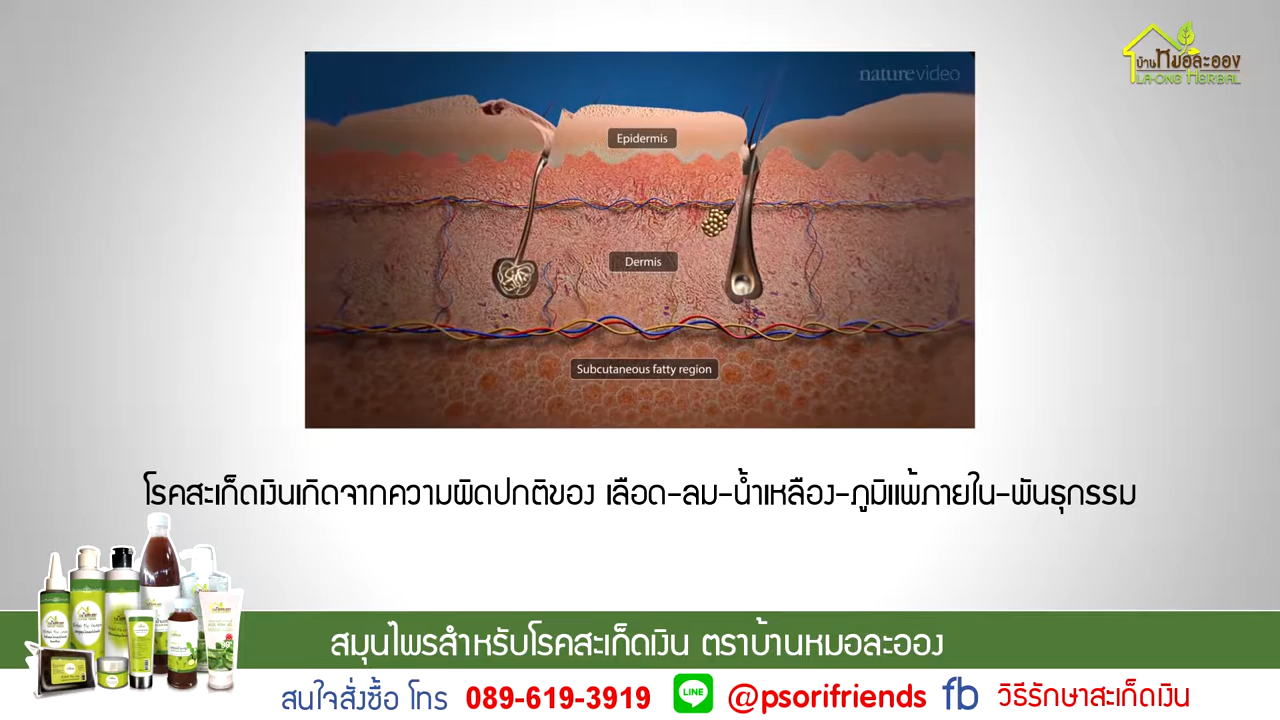 บ้านหมอละออง
LA-ONG HERBAL
nature video
Epidermis
Dermis
Subcutaneous fatty region
โรคสะเก็ดเงินเกิดจากความผิดปกติของ เลือด-ลม-น้ำเหลือง-ภูมิแพ้ภายใน-พันธุกรรม
สมุนไพรสำหรับโรคสะเก็ดเงิน ตราบ้านหมอละออง
สนใจสั่งซื้อ โทร 089-619-3919 LINE @psorifriends fb วิธีรักษาสะเก็ดเงิน